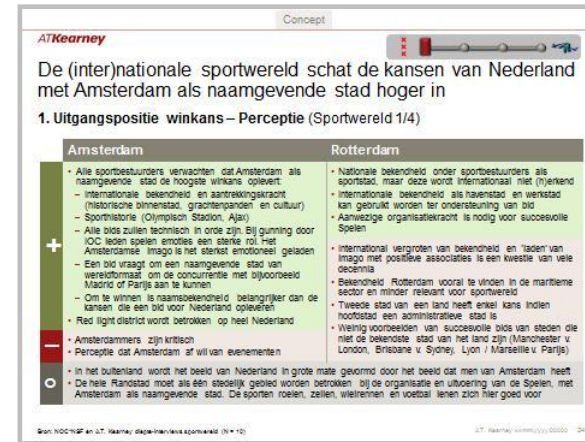 Concept
ATKearney
De (inter)nationale sportwereld schat de kansen van Nederland
met Amsterdam als naamgevende stad hoger in
1. Uitgangspositie winkans – Perceptie (Sportwereld 1/4)
Amsterdam
Rotterdam
+
• Alle sportbestuurders verwachten dat Amsterdam als
naamgevende stad de hoogste winkans oplevert:
– Internationale bekendheid en aantrekkingskracht
(historische binnenstad, grachtenpanden en cultuur)
– Sporthistorie (Olympisch Stadion, Ajax)
– Alle bids zullen technisch in orde zijn. Bij gunning door
IOC leden spelen emoties een sterke rol. Het
Amsterdamse imago is het sterkst emotioneel geladen
– Een bid vraagt om een naamgevende stad van
wereldformaat om de concurrentie met bijvoorbeeld
Madrid of Parijs aan te kunnen
– Om te winnen is naamsbekendheid belangrijker dan de
kansen die een bid voor Nederland opleveren
• Red light district wordt betrokken op heel Nederland
• Nationale bekendheid onder sportbestuurders als
sportstad, maar deze wordt internationaal niet (h)erkend
• Internationale bekendheid als havenstad en werkstad
kan gebruikt worden ter ondersteuning van bid
• Aanwezige organisatiekracht is nodig voor succesvolle
Spelen
• International vergroten van bekendheid en 'laden' van
imago met positieve associaties is een kwestie van vele
decennia
• Bekendheid Rotterdam vooral te vinden in de maritieme
sector en minder relevant voor sportwereld
• Tweede stad van een land heeft enkel kans indien
hoofdstad een administratieve stad is
• Weinig voorbeelden van succesvolle bids van steden die
niet de bekendste stad van het land zijn (Manchester v.
London, Brisbane v. Sydney, Lyon / Marseille v. Parijs)
–
• Amsterdammers zijn kritisch
• Perceptie dat Amsterdam af wil van evenementen
o
• In het buitenland wordt het beeld van Nederland in grote mate gevormd door het beeld dat men van Amsterdam heeft
• De hele Randstad moet als één stedelijk gebied worden betrokken bij de organisatie en uitvoering van de Spelen, met
Amsterdam als naamgevende stad. De sporten roeien, zeilen, wielrennen en voetbal lenen zich hier goed voor
Bron: NOC*NSF en A.T. Kearney diepte-interviews sportwereld (N = 10)
A.T. Kearney